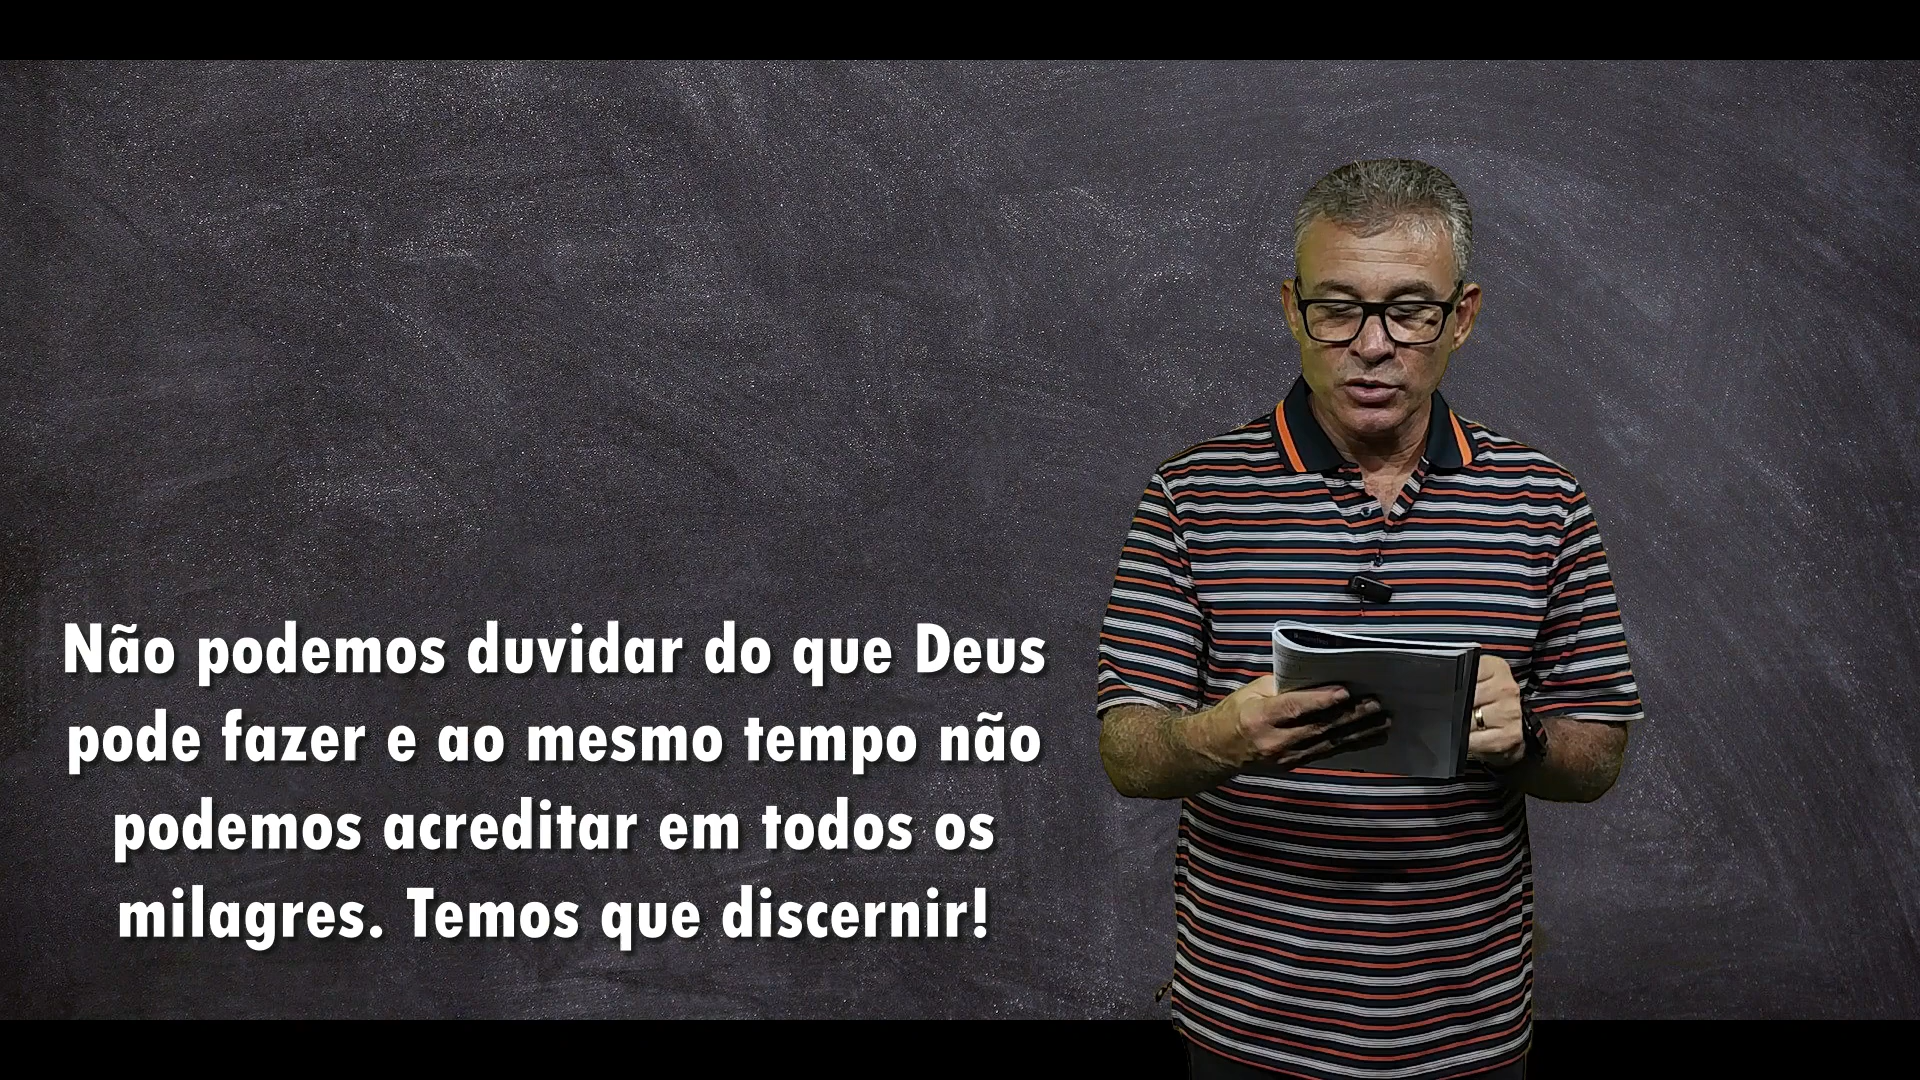 Não podemos duvidar do que Deus
pode fazer e ao mesmo tempo não
podemos acreditar em todos os
milagres. Temos que discernir!